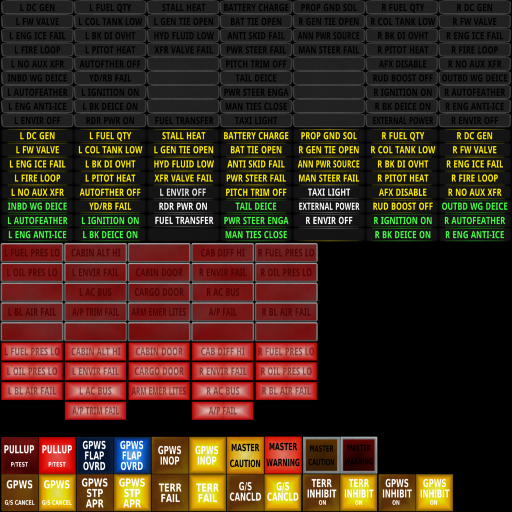 L DC GEN L FUEL QTY STALL HEAT BATTERY CHARGE PROP GND SOL R FUEL QTY R DC GEN
L FW VALVE L COL TANK LOW L GEN TIE OPEN BAT TIE OPEN R GEN TIE OPEN R COL TANK LOW R FW VALVE
L ENG ICE FAIL L BK DI OVHT HYD FLUID LOW ANTI SKID FAIL ANN PWR SOURCE R BK DI OVHT R ENG ICE FAIL
L FIRE LOOP L PITOT HEAT XFR VALVE FAIL PWR STEER FAIL MAN STEER FAIL R PITOT HEAT R FIRE LOOP
L NO AUX XFR AUTOFTHER OFF PITCH TRIM OFF AFX DISABLE R NO AUX XFR
INBD WG DEICE YD/RB FAIL TAIL DEICE RUD BOOST OFF OUTBD WG DEICE
L AUTOFEATHER L IGNITION ON PWR STEER ENGA R IGNITION ON R AUTOFEATHER
L ENG ANTI-ICE L BK DEICE ON MAN TIES CLOSE R BK DEICE ON R ENG ANTI-ICE
L ENVIR OFF RDR PWR ON FUEL TRANSFER TAXI LIGHT EXTERNAL POWER R ENVIR OFF
L DC GEN L FUEL QTY STALL HEAT BATTERY CHARGE PROP GND SOL R FUEL QTY R DC GEN
L FW VALVE L COL TANK LOW L GEN TIE OPEN BAT TIE OPEN R GEN TIE OPEN R COL TANK LOW R FW VALVE
L ENG ICE FAIL L BK DI OVHT HYD FLUID LOW ANTI SKID FAIL ANN PWR SOURCE R BK DI OVHT R ENG ICE FAIL
L FIRE LOOP L PITOT HEAT XFR VALVE FAIL PWR STEER FAIL MAN STEER FAIL R PITOT HEAT R FIRE LOOP
L NO AUX XFR AUTOFTHER OFF L ENVIR OFF PITCH TRIM OFF TAXI LIGHT AFX DISABLE R NO AUX XFR
INBD WG DEICE YD/RB FAIL RDR PWR ON TAIL DEICE EXTERNAL POWER RUD BOOST OFF OUTBD WG DEICE
L AUTOFEATHER L IGNITION ON FUEL TRANSFER PWR STEER ENGA R ENVIR OFF R IGNITION ON R AUTOFEATHER
L ENG ANTI-ICE L BK DEICE ON MAN TIES CLOSE R BK DEICE ON R ENG ANTI-ICE
L FUEL PRES LO CABIN ALT HI CAB DIFF HI R FUEL PRES LO
L OIL PRES LO L ENVIR FAIL CABIN DOOR R ENVIR FAIL R OIL PRES LO
L AC BUS CARGO DOOR R AC BUS
L BL AIR FAIL A/P TRIM FAIL ARM EMER LITES A/P FAIL R BL AIR FAIL
L FUEL PRES LO CABIN ALT HI CABIN DOOR CAB DIFF HI R FUEL PRES LO
L OIL PRES LO L ENVIR FAIL CARGO DOOR R ENVIR FAIL R OIL PRES LO
L BL AIR FAIL L AC BUS ARM EMER LITES R AC BUS R BL AIR FAIL
A/P TRIM FAIL A/P FAIL
PULLUP
P/TEST
PULLUP
P/TEST
GPWS
FLAP
OVRD
GPWS
FLAP
OVRD
GPWS
INOP
GPWS
INOP
MASTER
CAUTION
MASTER
WARNING
MASTER
CAUTION
MASTER
WARNING
GPWS
G/S CANCEL
GPWS
G/S CANCEL
GPWS
STP
APR
GPWS
STP
APR
TERR
FAIL
TERR
FAIL
G/S
CANCLD
G/S
CANCLD
TERR
INHIBIT
ON
TERR
INHIBIT
ON
GPWS
INHIBIT
ON
GPWS
INHIBIT
ON